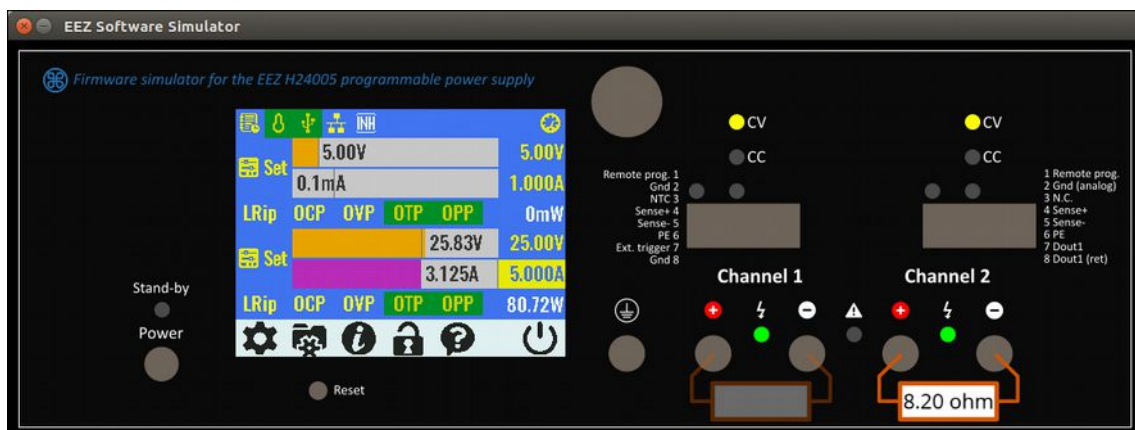 EEZ Software Simulator
Firmware simulator for the EEZ H24005 programmable power supply
INH
Set
5.00V 5.00V
0.1mA 1.000A
LRip OCP OVP OTP OPP 0mW
Set
25.83V 25.00V
3.125A 5.000A
LRip OCP OVP OTP OPP 80.72W
Stand-by
Power
Reset
CV
CC
Remote prog. 1
Gnd 2
NTC 3
Sense+ 4
Sense- 5
PE 6
Ext. trigger 7
Gnd 8
Channel 1
CV
CC
1 Remote prog.
2 Gnd (analog)
3 N.C.
4 Sense+
5 Sense-
6 PE
7 Dout1
8 Dout1 (ret)
Channel 2
8.20 ohm